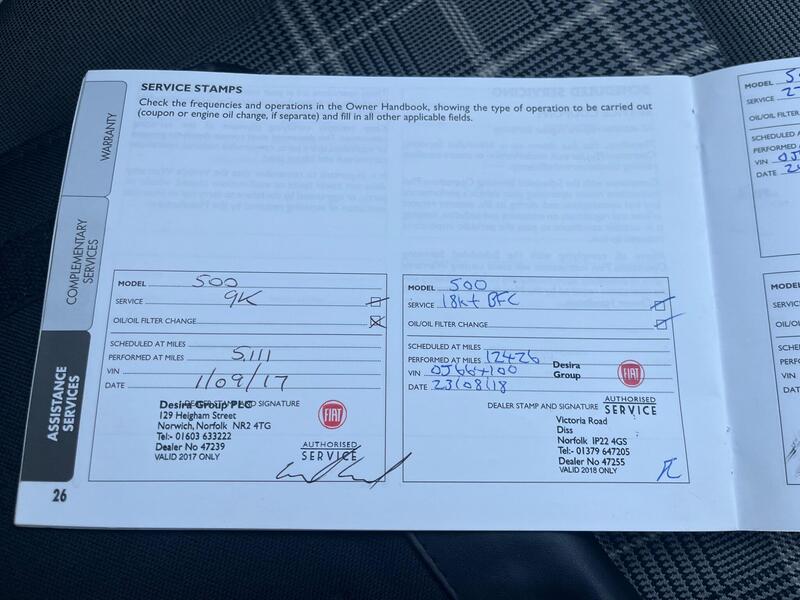 SERVICE STAMPS
Check the frequencies and operations in the Owner Handbook, showing the type of operation to be carried out
(coupon or engine oil change, if separate) and fill in all other applicable fields.
WARRANTY
COMPLEMENTARY
SERVICES
ASSISTANCE
SERVICES
MODEL 500
SERVICE 9K
OIL/OIL FILTER CHANGE
SCHEDULED AT MILES
PERFORMED AT MILES 5,111
VIN
DATE 1/09/17
DEALER STAMP AND SIGNATURE
Desira Group PLC
129 Heigham Street
Norwich, Norfolk NR2 4TG
Tel:- 01603 633222
Dealer No 47239
VALID 2017 ONLY
FIAT
AUTHORISED
SERVICE
MODEL 500
SERVICE 18K + BFC
OIL/OIL FILTER CHANGE
SCHEDULED AT MILES
PERFORMED AT MILES 12426
VIN
DATE 23/08/18
Desira
Group
FIAT
AUTHORISED
SERVICE
DEALER STAMP AND SIGNATURE
Victoria Road
Diss
Norfolk IP22 4GS
Tel:- 01379 647205
Dealer No 47255
VALID 2018 ONLY
26
MODEL
SERVICE
OIL/OIL FILTER
SCHEDULED
PERFORMED
VIN
DATE